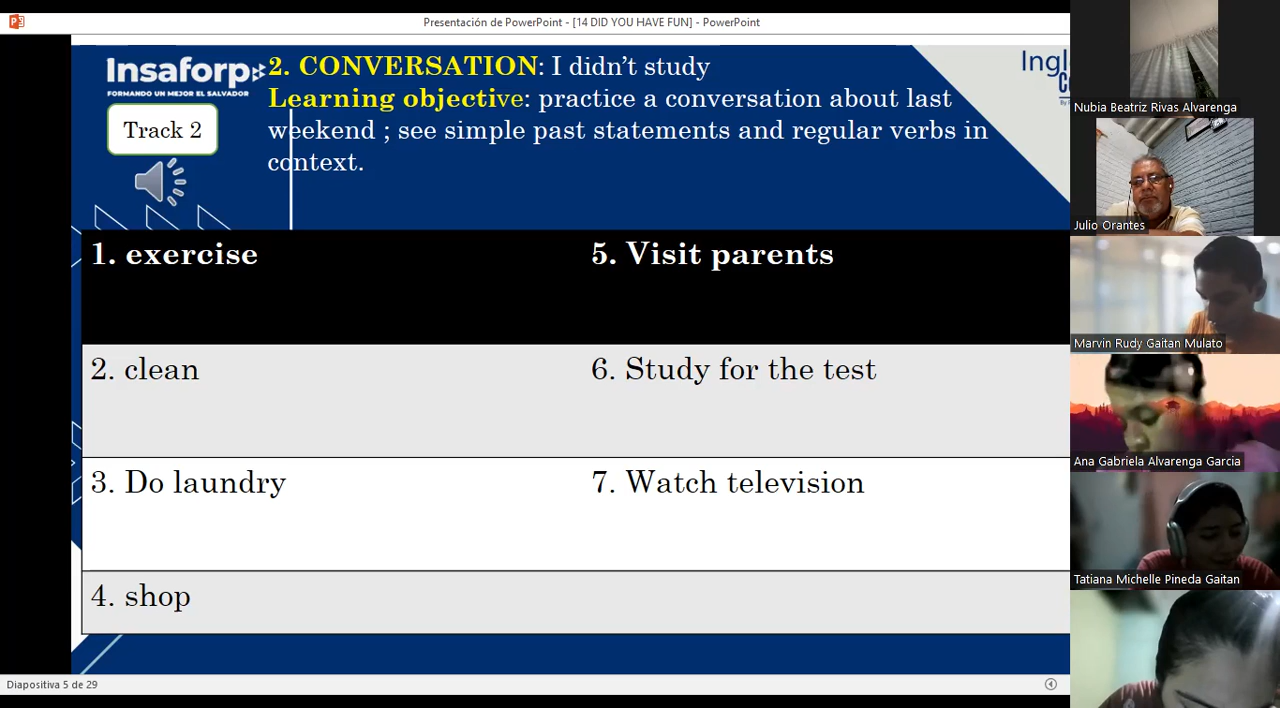 Presentación de PowerPoint - [14 DID YOU HAVE FUN] - PowerPoint
Insaforp
FORMANDO UN MEJOR EL SALVADOR
2. CONVERSATION: I didn't study
Learning objective: practice a conversation about last
weekend ; see simple past statements and regular verbs in
context.
Track 2
1. exercise
5. Visit parents
2. clean
6. Study for the test
3. Do laundry
7. Watch television
4. shop
Diapositiva 5 de 29
Nubia Beatriz Rivas Alvarenga
Julio Orantes
Marvin Rudy Gaitan Mulato
Ana Gabriela Alvarenga Garcia
Tatiana Michelle Pineda Gaitan